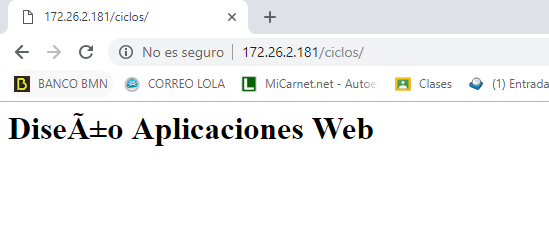 172.26.2.181/ciclos/
No es seguro 172.26.2.181/ciclos/
BANCO BMN CORREO LOLA MiCarnet.net - Autoe Clases (1) Entrada
DiseÃ±o Aplicaciones Web